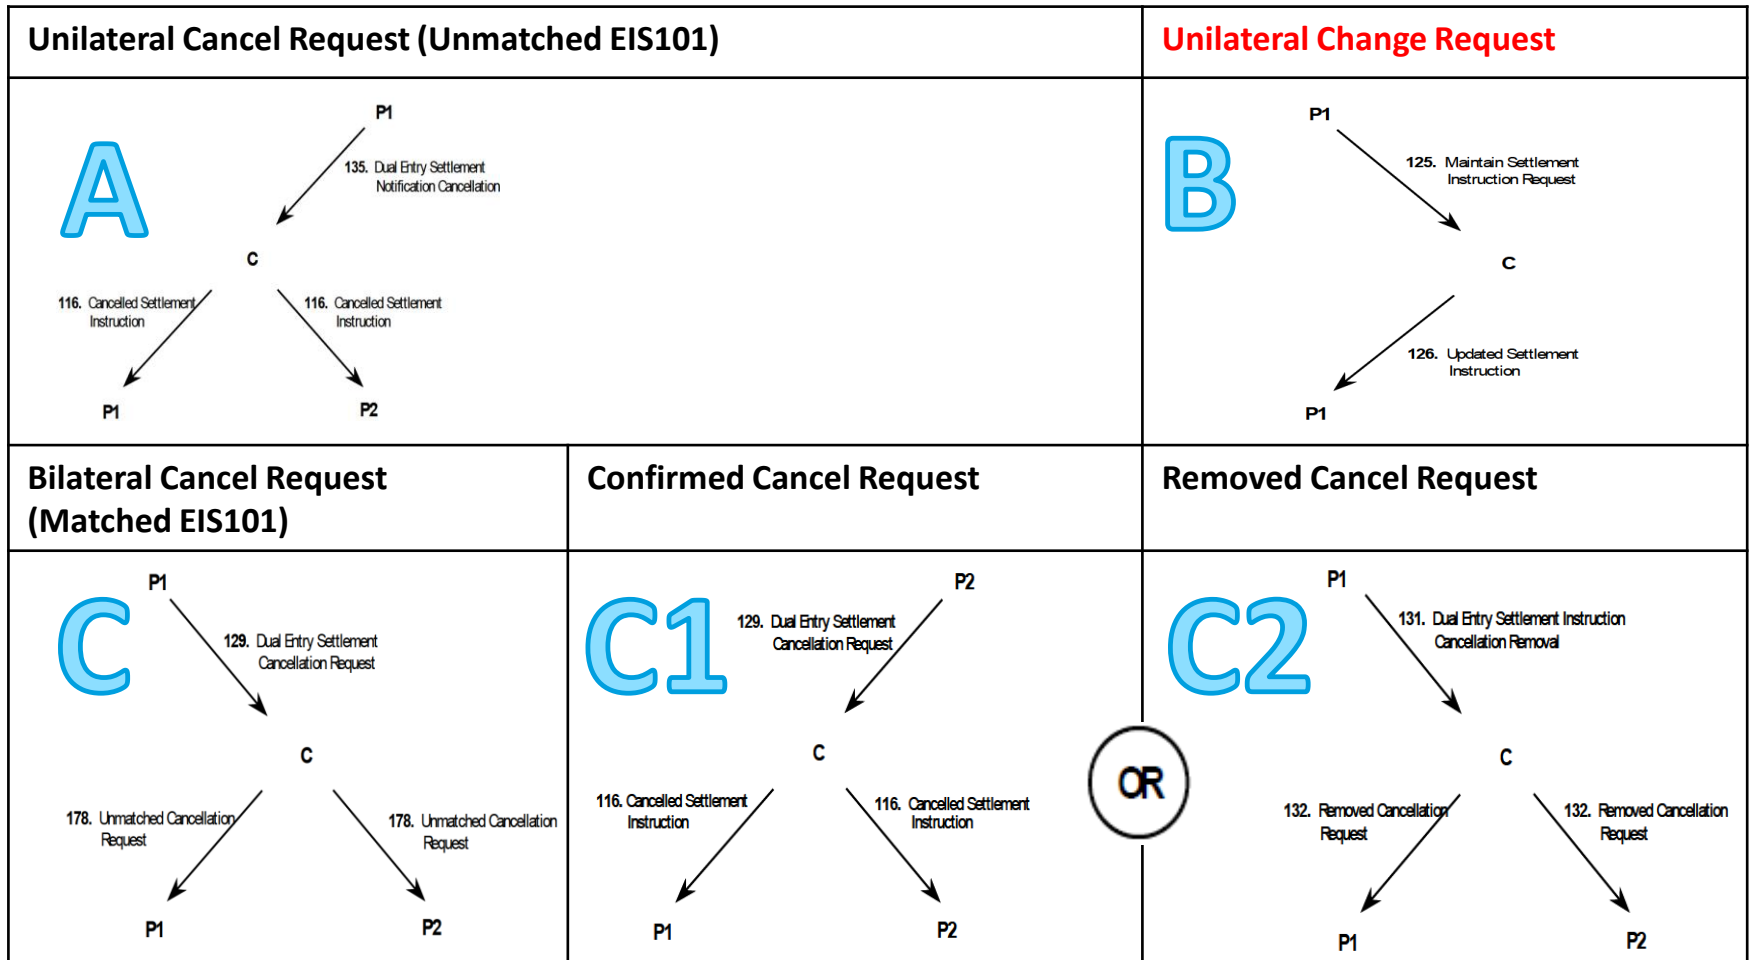 Unilateral Cancel Request (Unmatched EIS101)
Unilateral Change Request
A
P1
135. Dual Entry Settlement
Notification Cancellation
C
116. Cancelled Settlement
Instruction
116. Cancelled Settlement
Instruction
P1
P2
B
P1
125. Maintain Settlement
Instruction Request
C
126. Updated Settlement
Instruction
P1
Bilateral Cancel Request
(Matched EIS101)
Confirmed Cancel Request
Removed Cancel Request
C
P1
129. Dual Entry Settlement
Cancellation Request
C
178. Unmatched Cancellation
Request
178. Unmatched Cancellation
Request
P1
P2
C1
P2
129. Dual Entry Settlement
Cancellation Request
C
116. Cancelled Settlement
Instruction
116. Cancelled Settlement
Instruction
P1
P2
OR
C2
P1
131. Dual Entry Settlement Instruction
Cancellation Removal
C
132. Removed Cancellation
Request
132. Removed Cancellation
Request
P1
P2